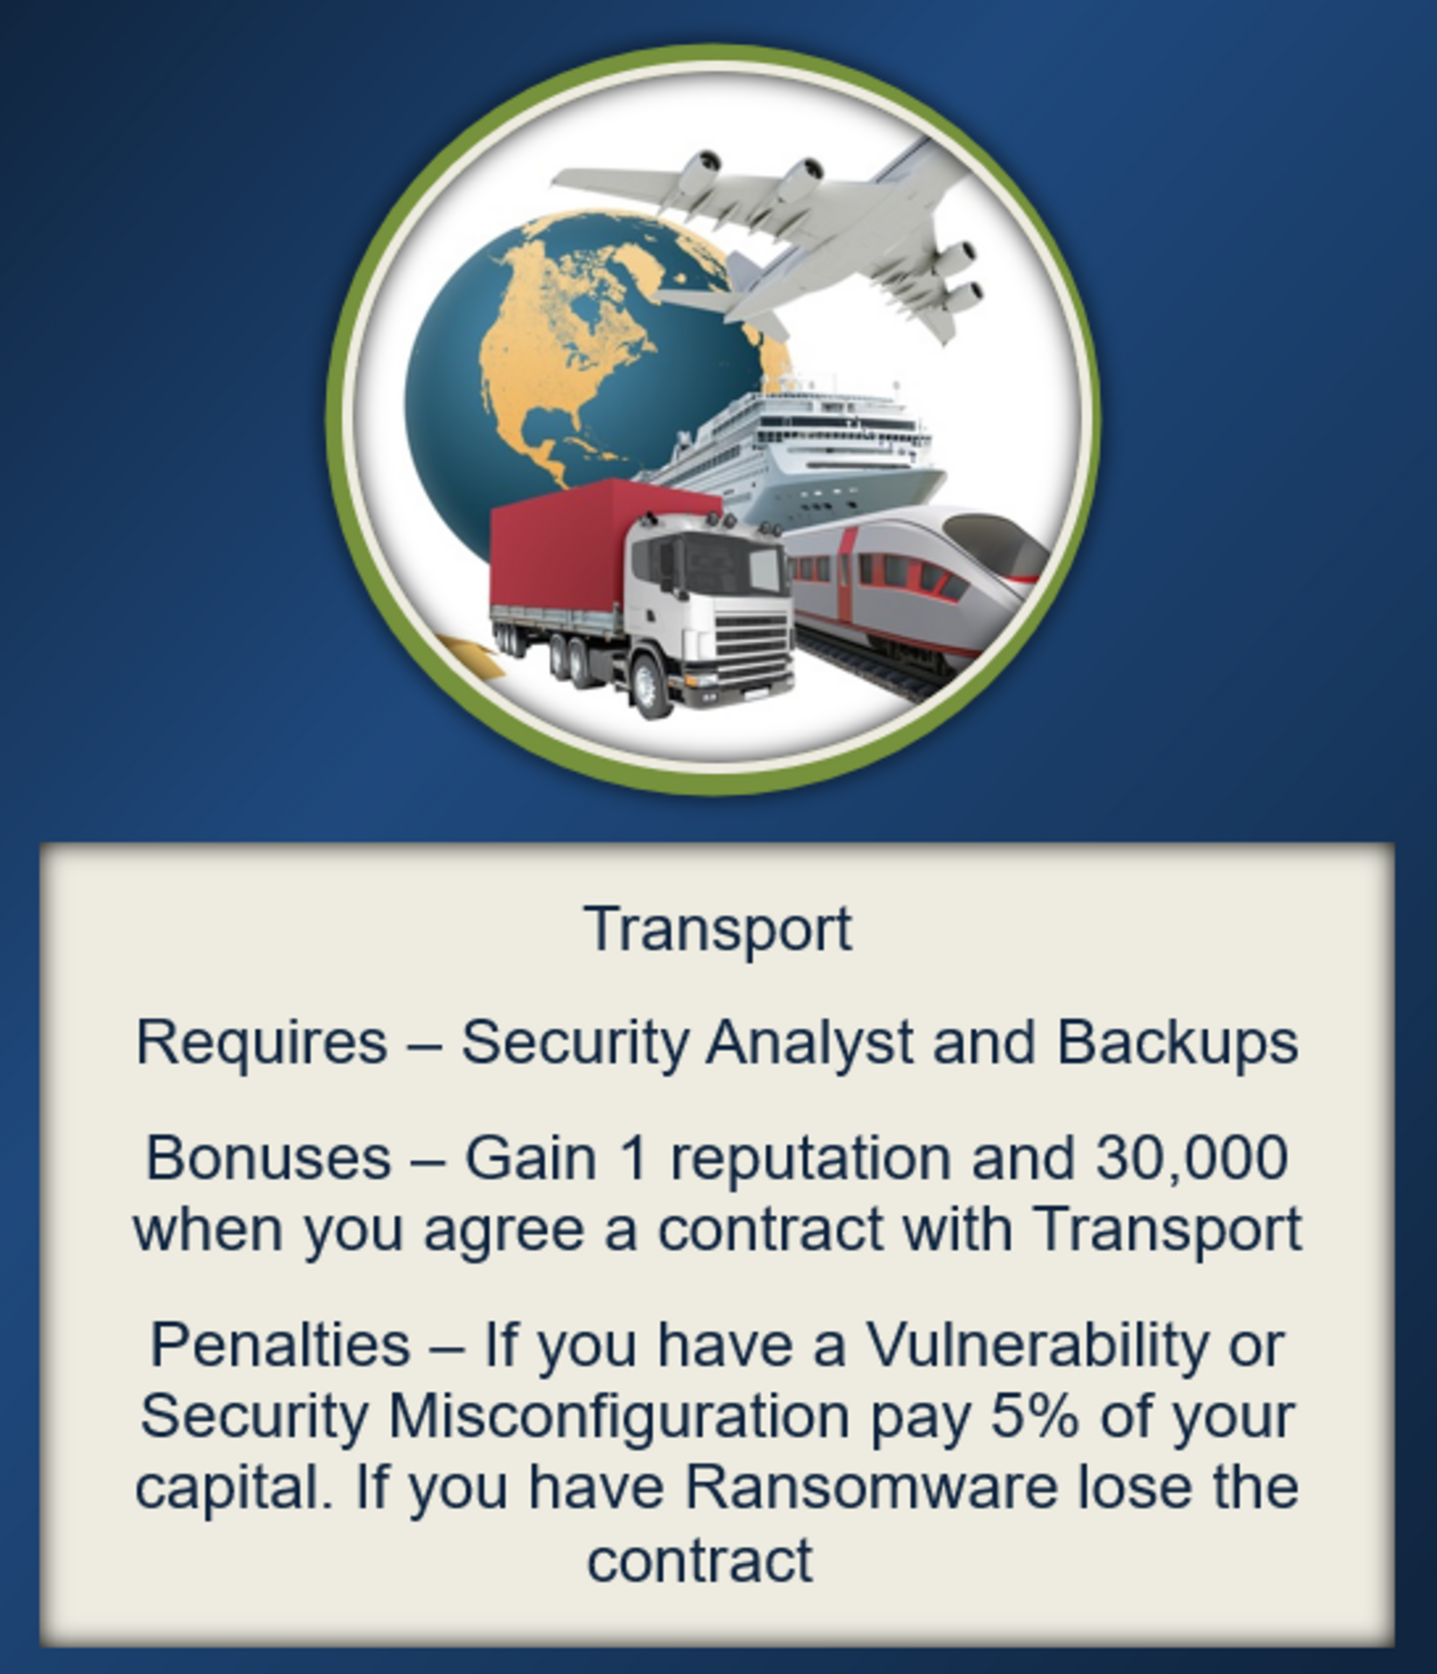 Transport
Requires – Security Analyst and Backups
Bonuses – Gain 1 reputation and 30,000
when you agree a contract with Transport
Penalties – If you have a Vulnerability or
Security Misconfiguration pay 5% of your
capital. If you have Ransomware lose the
contract